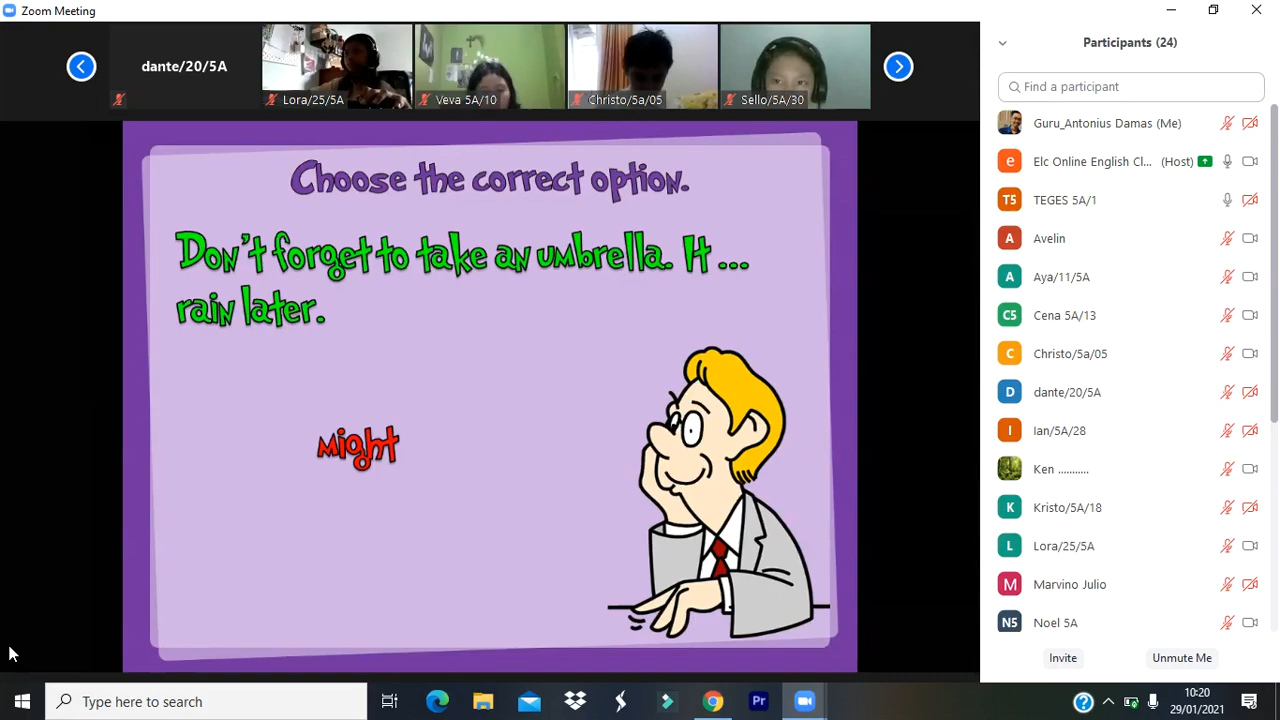 Zoom Meeting
dante/20/5A
Lora/25/5A
Veva 5A/10
Christo/5a/05
Sello/5A/30
Choose the correct option.
Don't forget to take an umbrella. It ...
rain later.
might
Participants (24)
Find a participant
Guru_Antonius Damas (Me)
e Elc Online English Cl... (Host)
T5 TEGES 5A/1
A Avelin
A Aya/11/5A
C5 Cena 5A/13
C Christo/5a/05
D dante/20/5A
I Ian/5A/28
Ken ...........
K Kristo/5A/18
L Lora/25/5A
M Marvino Julio
N5 Noel 5A
Invite Unmute Me
Type here to search
Pr
10:20
29/01/2021